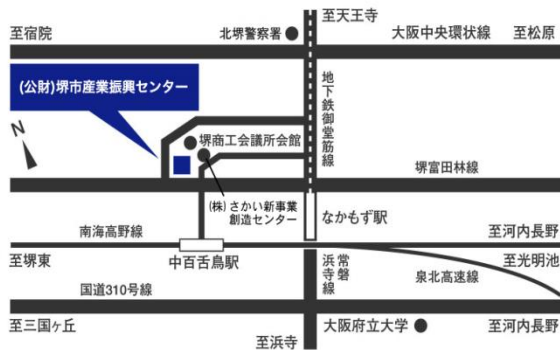 至天王寺
至宿院
北堺警察署
大阪中央環状線
至松原
(公財)堺市産業振興センター
地下鉄御堂筋線
N
堺商工会議所会館
堺富田林線
(株)さかい新事業
創造センター
なかもず駅
南海高野線
至河内長野
至堺東
中百舌鳥駅
常磐
浜寺線
至光明池
泉北高速線
国道310号線
至三国ヶ丘
大阪府立大学
至河内長野
至浜寺